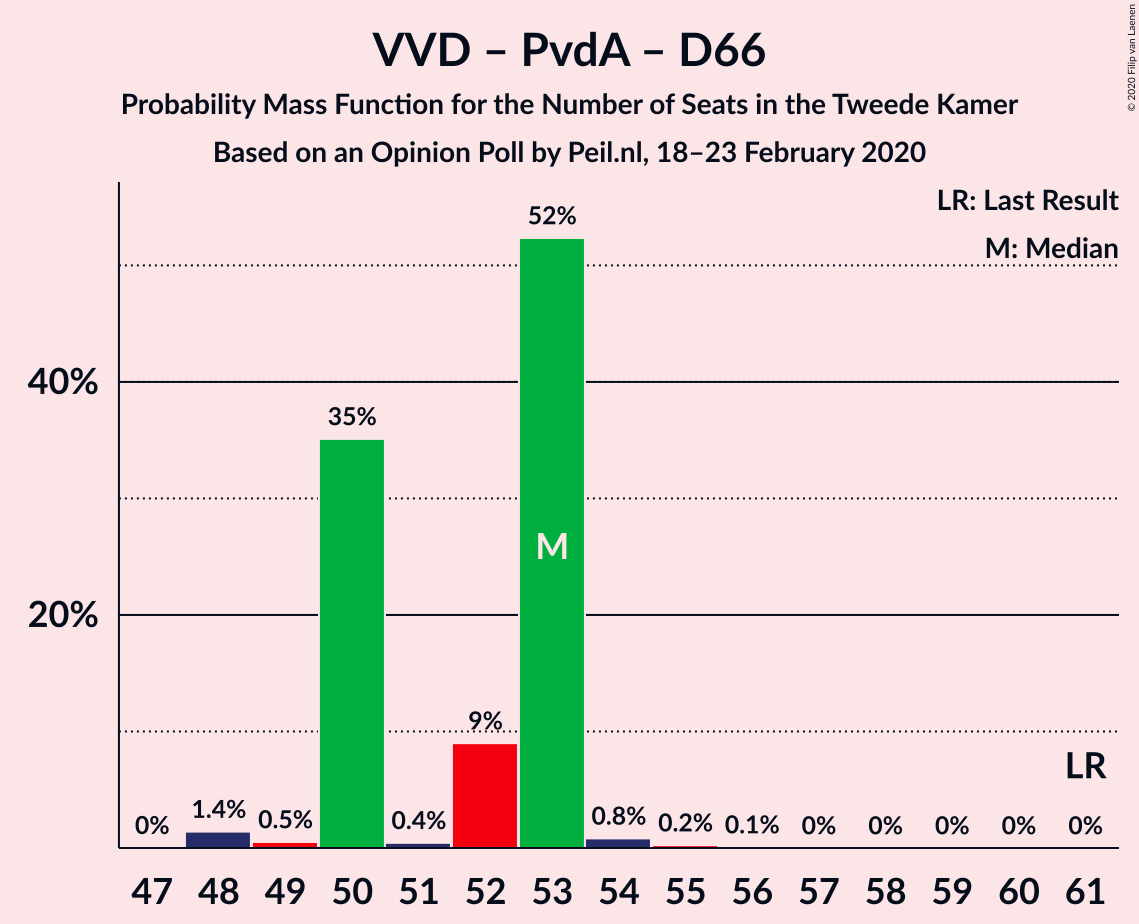 VVD – PvdA – D66
Probability Mass Function for the Number of Seats in the Tweede Kamer
Based on an Opinion Poll by Peil.nl, 18–23 February 2020
© 2020 Filip van Laenen
LR: Last Result
M: Median
52%
40%
35%
M
20%
9%
LR
0% 1.4% 0.5% 0.4% 0.8% 0.2% 0.1% 0% 0% 0% 0% 0%
47 48 49 50 51 52 53 54 55 56 57 58 59 60 61